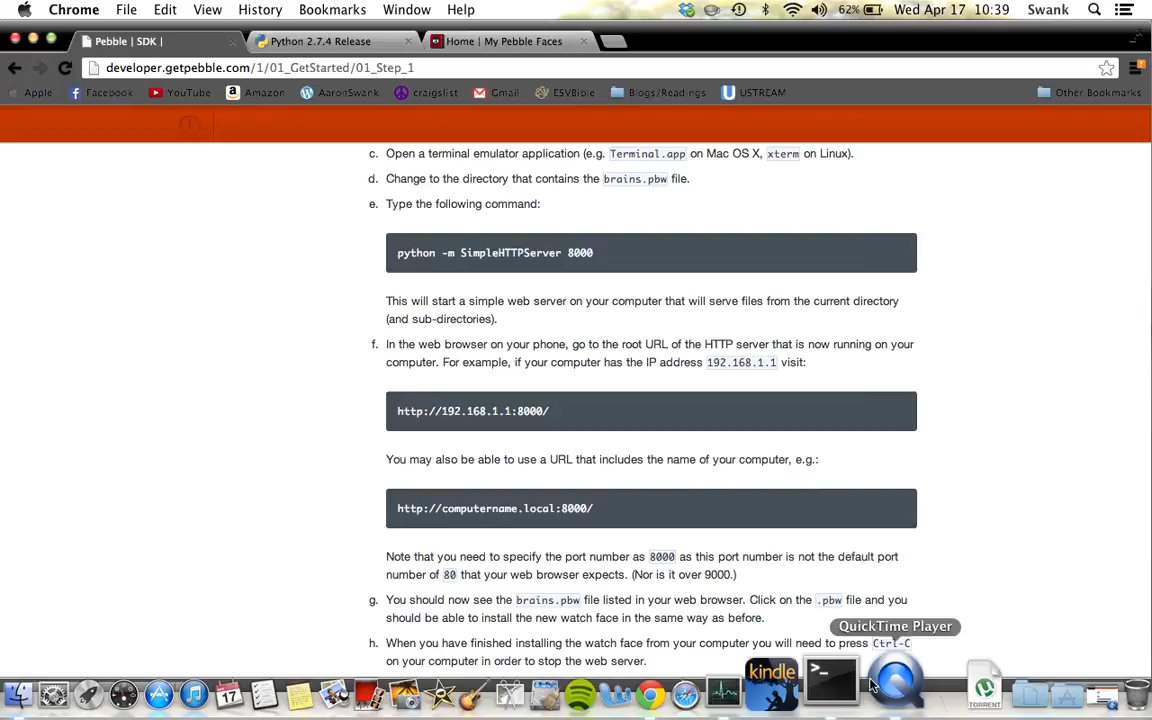 Chrome File Edit View History Bookmarks Window Help 62% Wed Apr 17 10:39 Swank
Pebble | SDK | Python 2.7.4 Release Home | My Pebble Faces
developer.getpebble.com/1/01_GetStarted/01_Step_1
Apple Facebook YouTube Amazon AaronSwank craigslist Gmail ESVBible Blogs/Readings USTREAM Other Bookmarks
c. Open a terminal emulator application (e.g. Terminal.app on Mac OS X, xterm on Linux).
d. Change to the directory that contains the brains.pbw file.
e. Type the following command:
python -m SimpleHTTPServer 8000
This will start a simple web server on your computer that will serve files from the current directory
(and sub-directories).
f. In the web browser on your phone, go to the root URL of the HTTP server that is now running on your
computer. For example, if your computer has the IP address 192.168.1.1 visit:
http://192.168.1.1:8000/
You may also be able to use a URL that includes the name of your computer, e.g.:
http://computername.local:8000/
Note that you need to specify the port number as 8000 as this port number is not the default port
number of 80 that your web browser expects. (Nor is it over 9000.)
g. You should now see the brains.pbw file listed in your web browser. Click on the .pbw file and you
should be able to install the new watch face in the same way as before.
QuickTime Player
h. When you have finished installing the watch face from your computer you will need to press Ctrl-C
on your computer in order to stop the web server.
kindle
>_
17
TORRENT